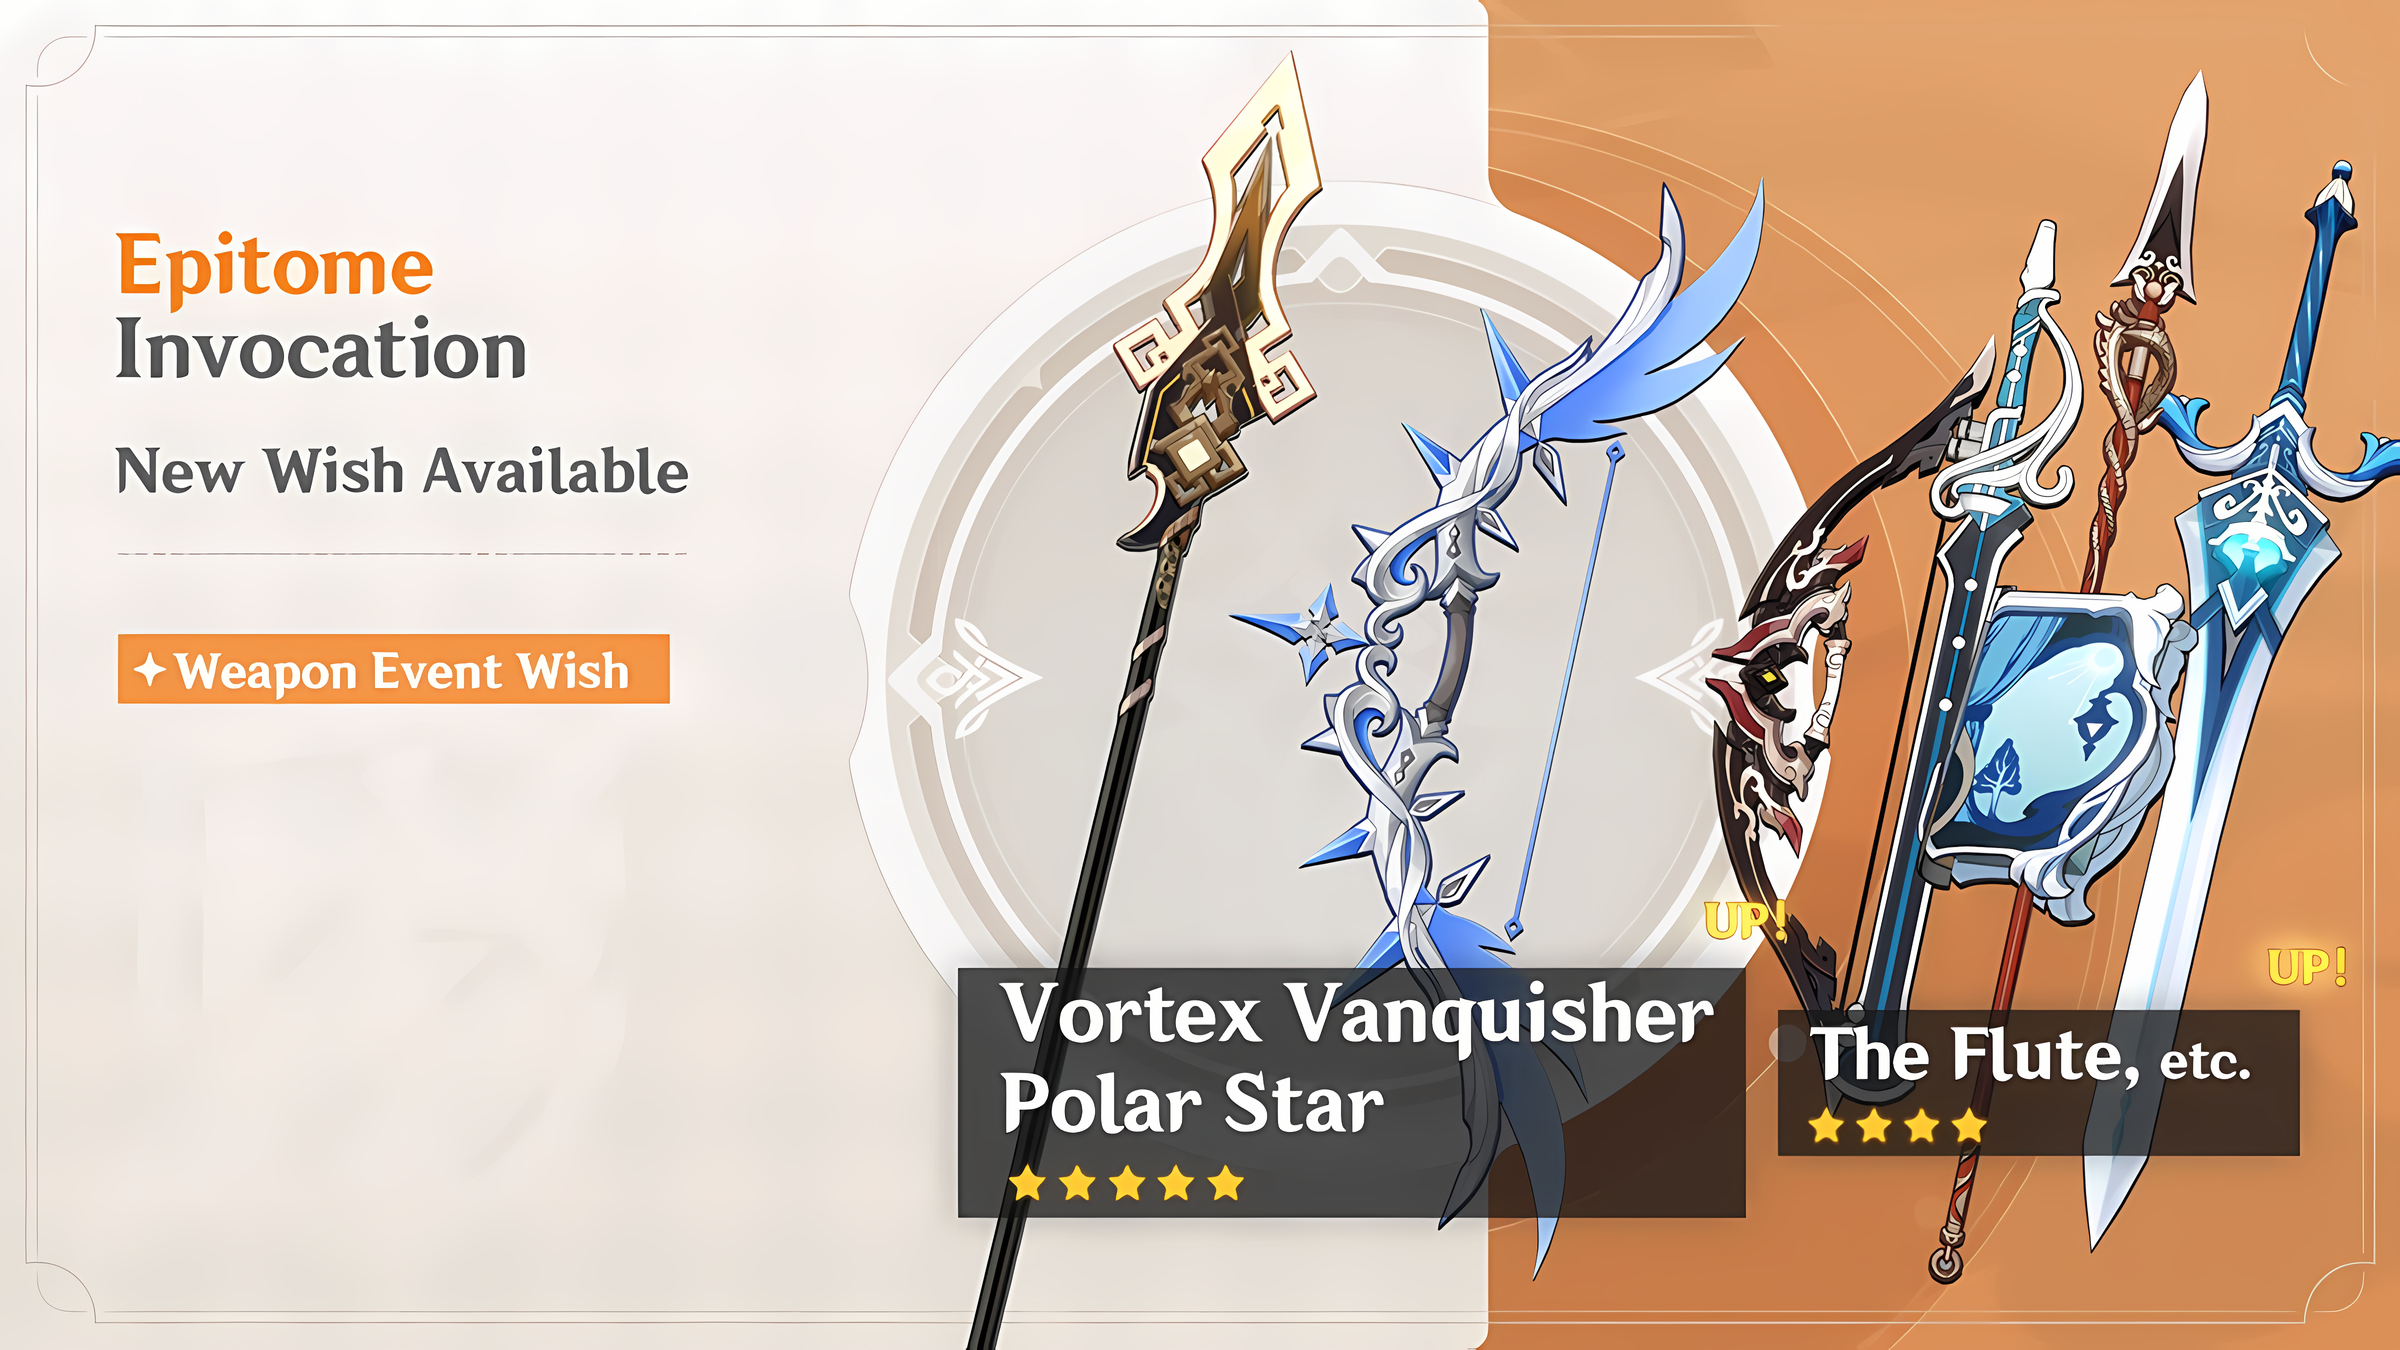 Epitome
Invocation
New Wish Available
Weapon Event Wish
UP!
UP!
Vortex Vanquisher
Polar Star
The Flute, etc.